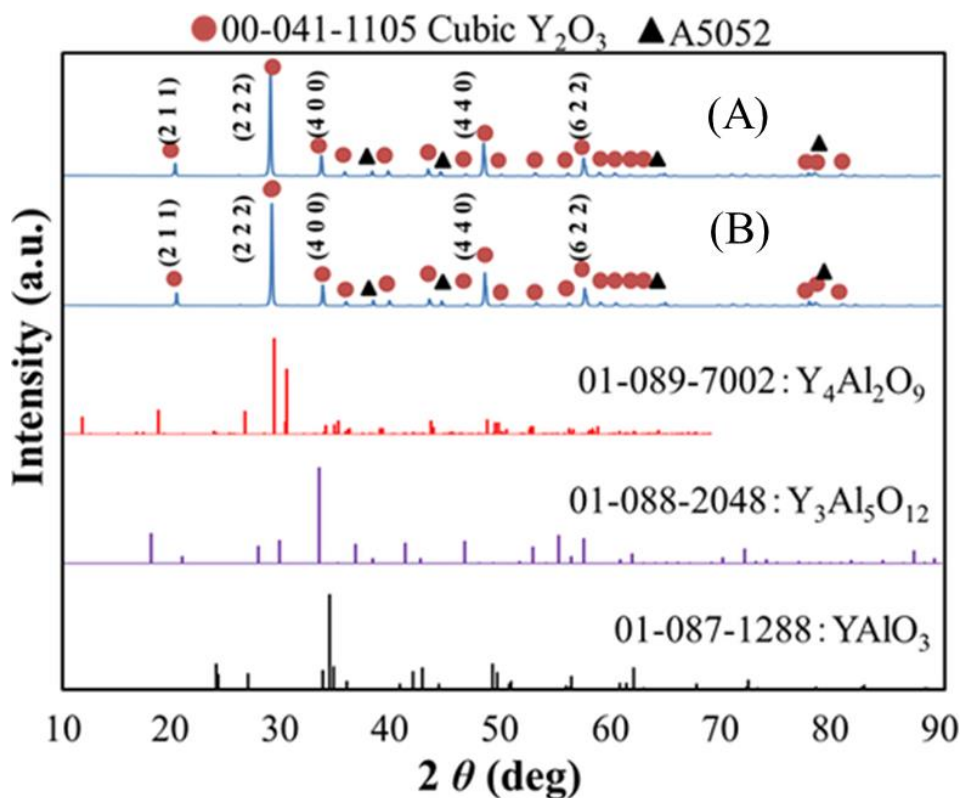 00-041-1105 Cubic Y₂O₃ A5052
(2 1 1) (2 2 2) (4 0 0) (4 4 0) (6 2 2) (A)
(2 1 1) (2 2 2) (4 0 0) (4 4 0) (6 2 2) (B)
01-089-7002: Y₄Al₂O₉
01-088-2048: Y₃Al₅O₁₂
01-087-1288: YAlO₃
Intensity (a.u.)
10 20 30 40 50 60 70 80 90
2 θ (deg)